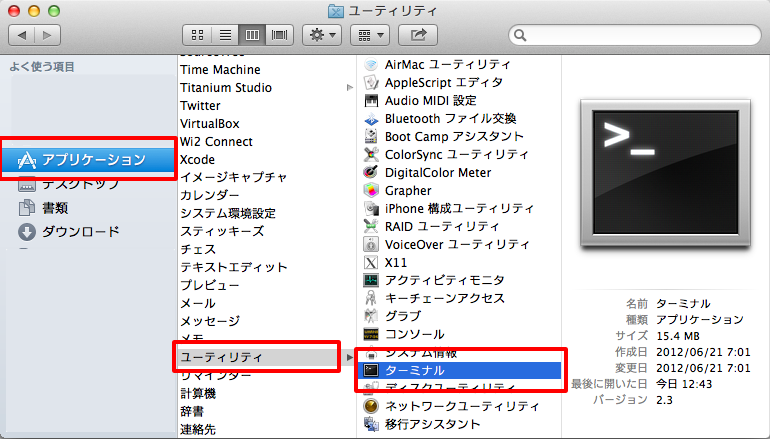 ユーティリティ
よく使う項目
アプリケーション
デスクトップ
書類
ダウンロード
Time Machine
Titanium Studio
Twitter
VirtualBox
Wi2 Connect
Xcode
イメージキャプチャ
カレンダー
システム環境設定
スティッキーズ
チェス
テキストエディット
プレビュー
メール
メッセージ
メモ
ユーティリティ
リマインダー
計算機
辞書
連絡先
AirMac ユーティリティ
AppleScript エディタ
Audio MIDI 設定
Bluetooth ファイル交換
Boot Camp アシスタント
ColorSync ユーティリティ
DigitalColor Meter
Grapher
iPhone 構成ユーティリティ
RAID ユーティリティ
VoiceOver ユーティリティ
X11
アクティビティモニタ
キーチェーンアクセス
グラブ
コンソール
システム情報
ターミナル
ディスクユーティリティ
ネットワークユーティリティ
移行アシスタント
>_
名前 ターミナル
種類 アプリケーション
サイズ 15.4 MB
作成日 2012/06/21 7:01
変更日 2012/06/21 7:01
最後に開いた日 今日 12:43
バージョン 2.3